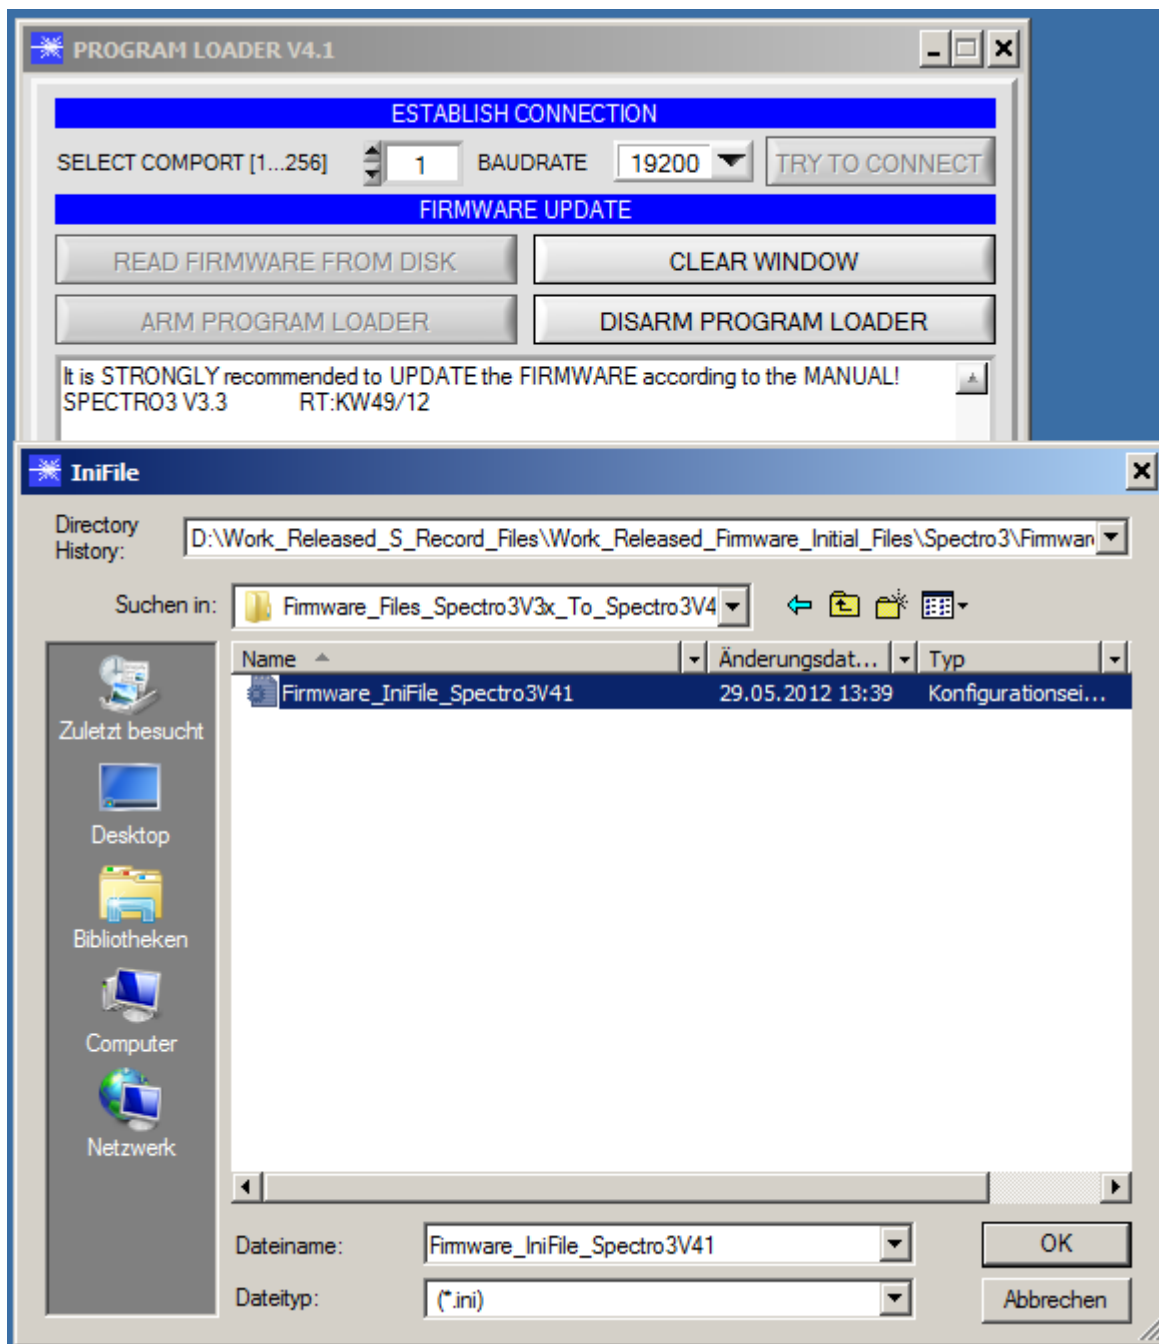 PROGRAM LOADER V4.1
ESTABLISH CONNECTION
SELECT COMPORT [1...256] 1 BAUDRATE 19200 TRY TO CONNECT
FIRMWARE UPDATE
READ FIRMWARE FROM DISK CLEAR WINDOW
ARM PROGRAM LOADER DISARM PROGRAM LOADER
It is STRONGLY recommended to UPDATE the FIRMWARE according to the MANUAL!
SPECTRO3 V3.3 RT:KW49/12
IniFile
Directory
History:
D:\Work_Released_S_Record_Files\Work_Released_Firmware_Initial_Files\Spectro3\Firmwar
Suchen in: Firmware_Files_Spectro3V3x_To_Spectro3V4
Name Änderungsdat... Typ
Firmware_IniFile_Spectro3V41 29.05.2012 13:39 Konfigurationsei...
Zuletzt besucht
Desktop
Bibliotheken
Computer
Netzwerk
Dateiname: Firmware_IniFile_Spectro3V41 OK
Dateityp: (*.ini) Abbrechen